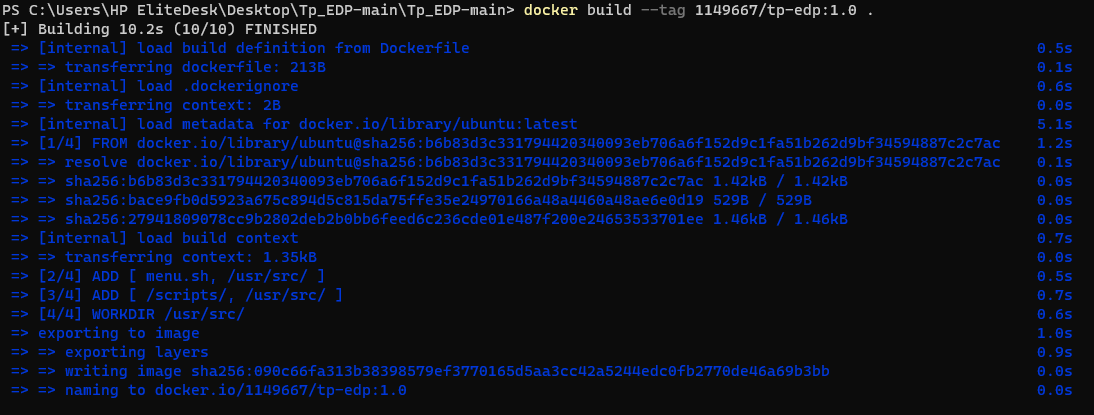 PS C:\Users\HP EliteDesk\Desktop\Tp_EDP-main\Tp_EDP-main> docker build --tag 1149667/tp-edp:1.0 .
[+] Building 10.2s (10/10) FINISHED
=> [internal] load build definition from Dockerfile 0.5s
=> => transferring dockerfile: 213B 0.1s
=> [internal] load .dockerignore 0.6s
=> => transferring context: 2B 0.0s
=> [internal] load metadata for docker.io/library/ubuntu:latest 5.1s
=> [1/4] FROM docker.io/library/ubuntu@sha256:b6b83d3c331794420340093eb706a6f152d9c1fa51b262d9bf34594887c2c7ac 1.2s
=> => resolve docker.io/library/ubuntu@sha256:b6b83d3c331794420340093eb706a6f152d9c1fa51b262d9bf34594887c2c7ac 0.1s
=> => sha256:b6b83d3c331794420340093eb706a6f152d9c1fa51b262d9bf34594887c2c7ac 1.42kB / 1.42kB 0.0s
=> => sha256:bace9fb0d5923a675c894d5c815da75ffe35e24970166a48a4460a48ae6e0d19 529B / 529B 0.0s
=> => sha256:27941809078cc9b2802deb2b0bb6feed6c236cde01e487f200e24653533701ee 1.46kB / 1.46kB 0.0s
=> [internal] load build context 0.7s
=> => transferring context: 1.35kB 0.0s
=> [2/4] ADD [ menu.sh, /usr/src/ ] 0.5s
=> [3/4] ADD [ /scripts/, /usr/src/ ] 0.7s
=> [4/4] WORKDIR /usr/src/ 0.6s
=> exporting to image 1.0s
=> => exporting layers 0.9s
=> => writing image sha256:090c66fa313b38398579ef3770165d5aa3cc42a5244edc0fb2770de46a69b3bb 0.0s
=> => naming to docker.io/1149667/tp-edp:1.0 0.0s